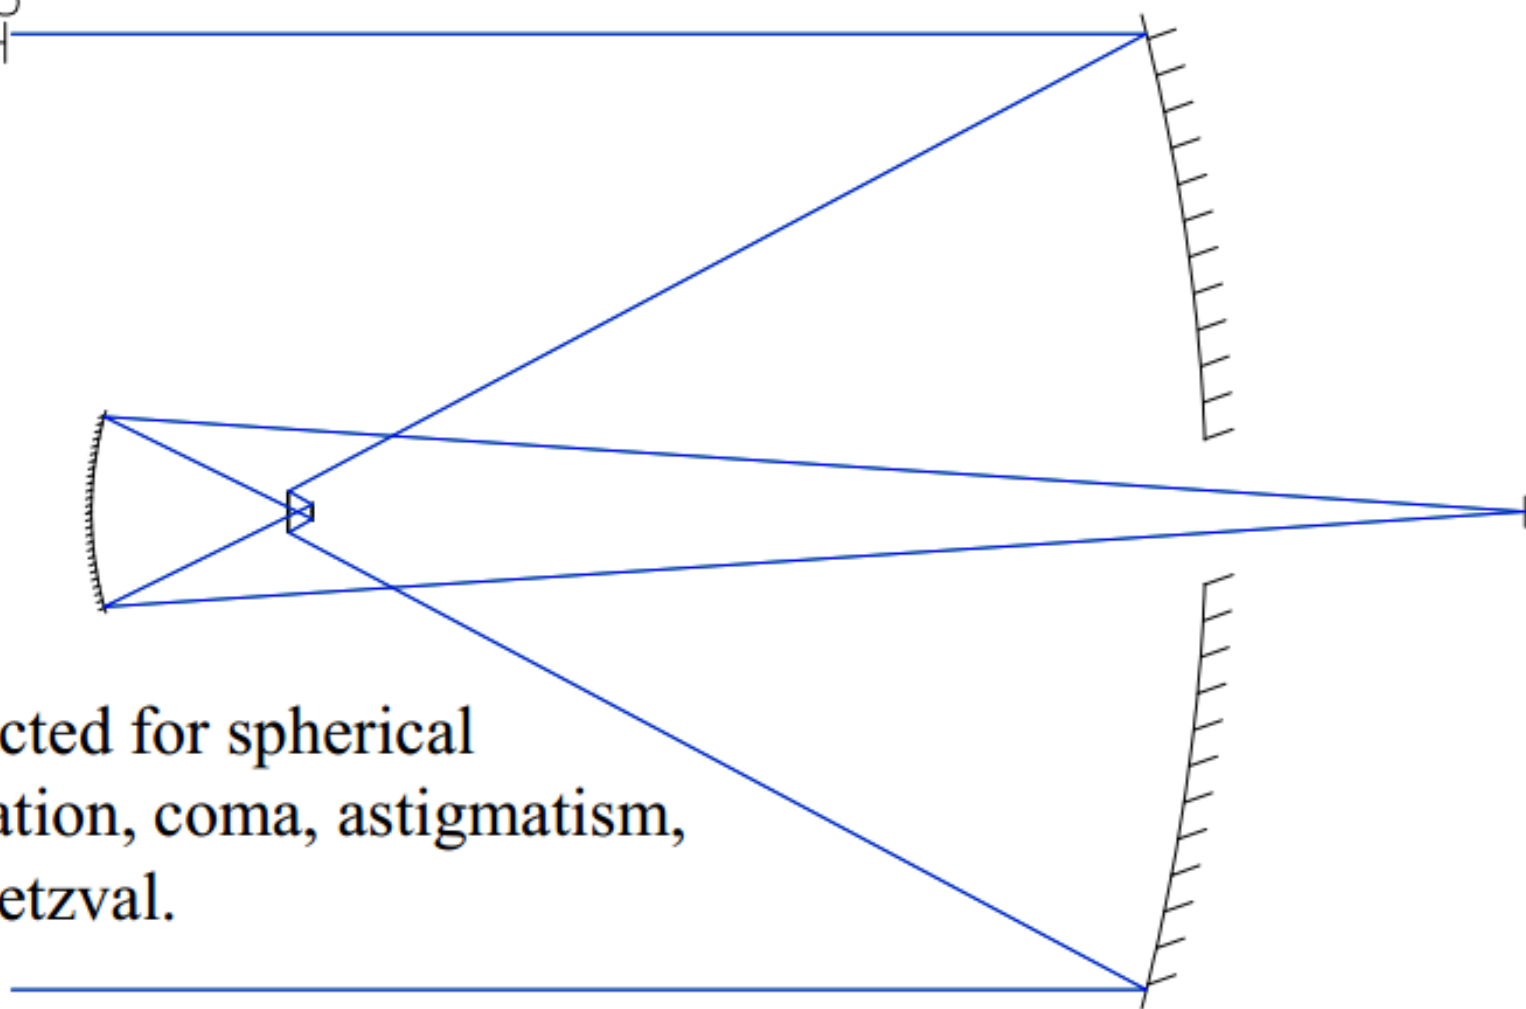 cted for spherical
ation, coma, astigmatism,
etzval.